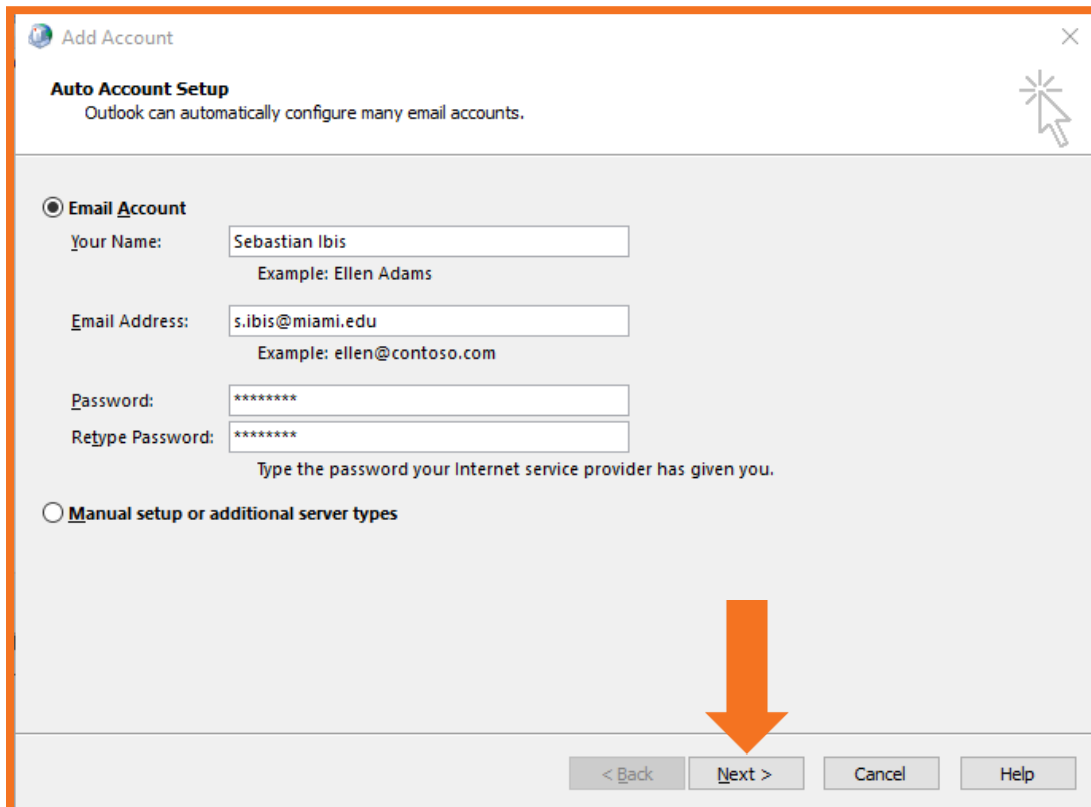 Add Account
Auto Account Setup
Outlook can automatically configure many email accounts.
Email Account
Your Name: Sebastian Ibis
Example: Ellen Adams
Email Address: s.ibis@miami.edu
Example: ellen@contoso.com
Password: ********
Retype Password: ********
Type the password your Internet service provider has given you.
Manual setup or additional server types
< Back Next > Cancel Help